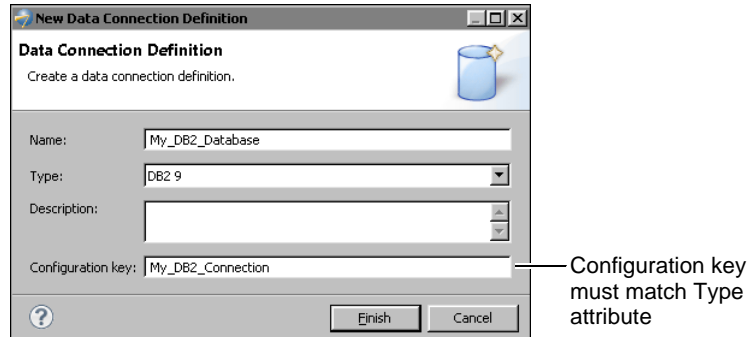 New Data Connection Definition
Data Connection Definition
Create a data connection definition.
Name: My_DB2_Database
Type: DB2 9
Description:
Configuration key: My_DB2_Connection
Configuration key
must match Type
attribute
? Finish Cancel